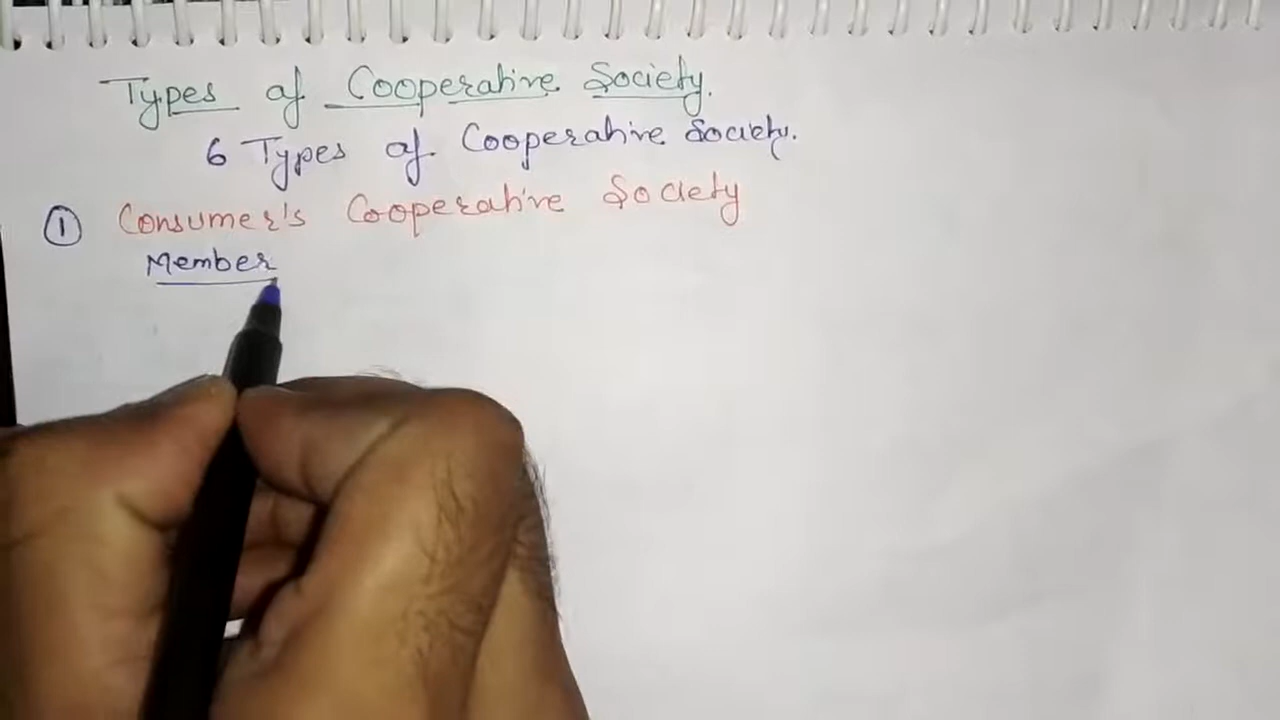 Types of Cooperative Society.
6 Types of Cooperative Society.
① Consumer's Cooperative Society
Member